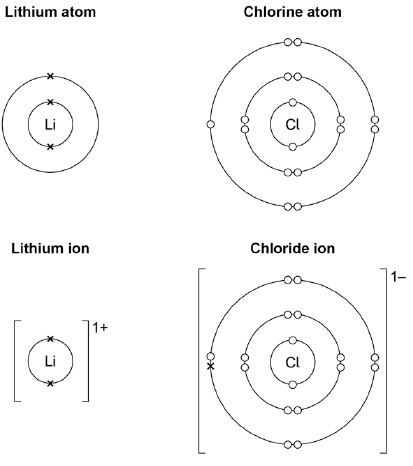 Lithium atom
Chlorine atom
Li
Cl
Lithium ion
Chloride ion
Li
1+
Cl
1–